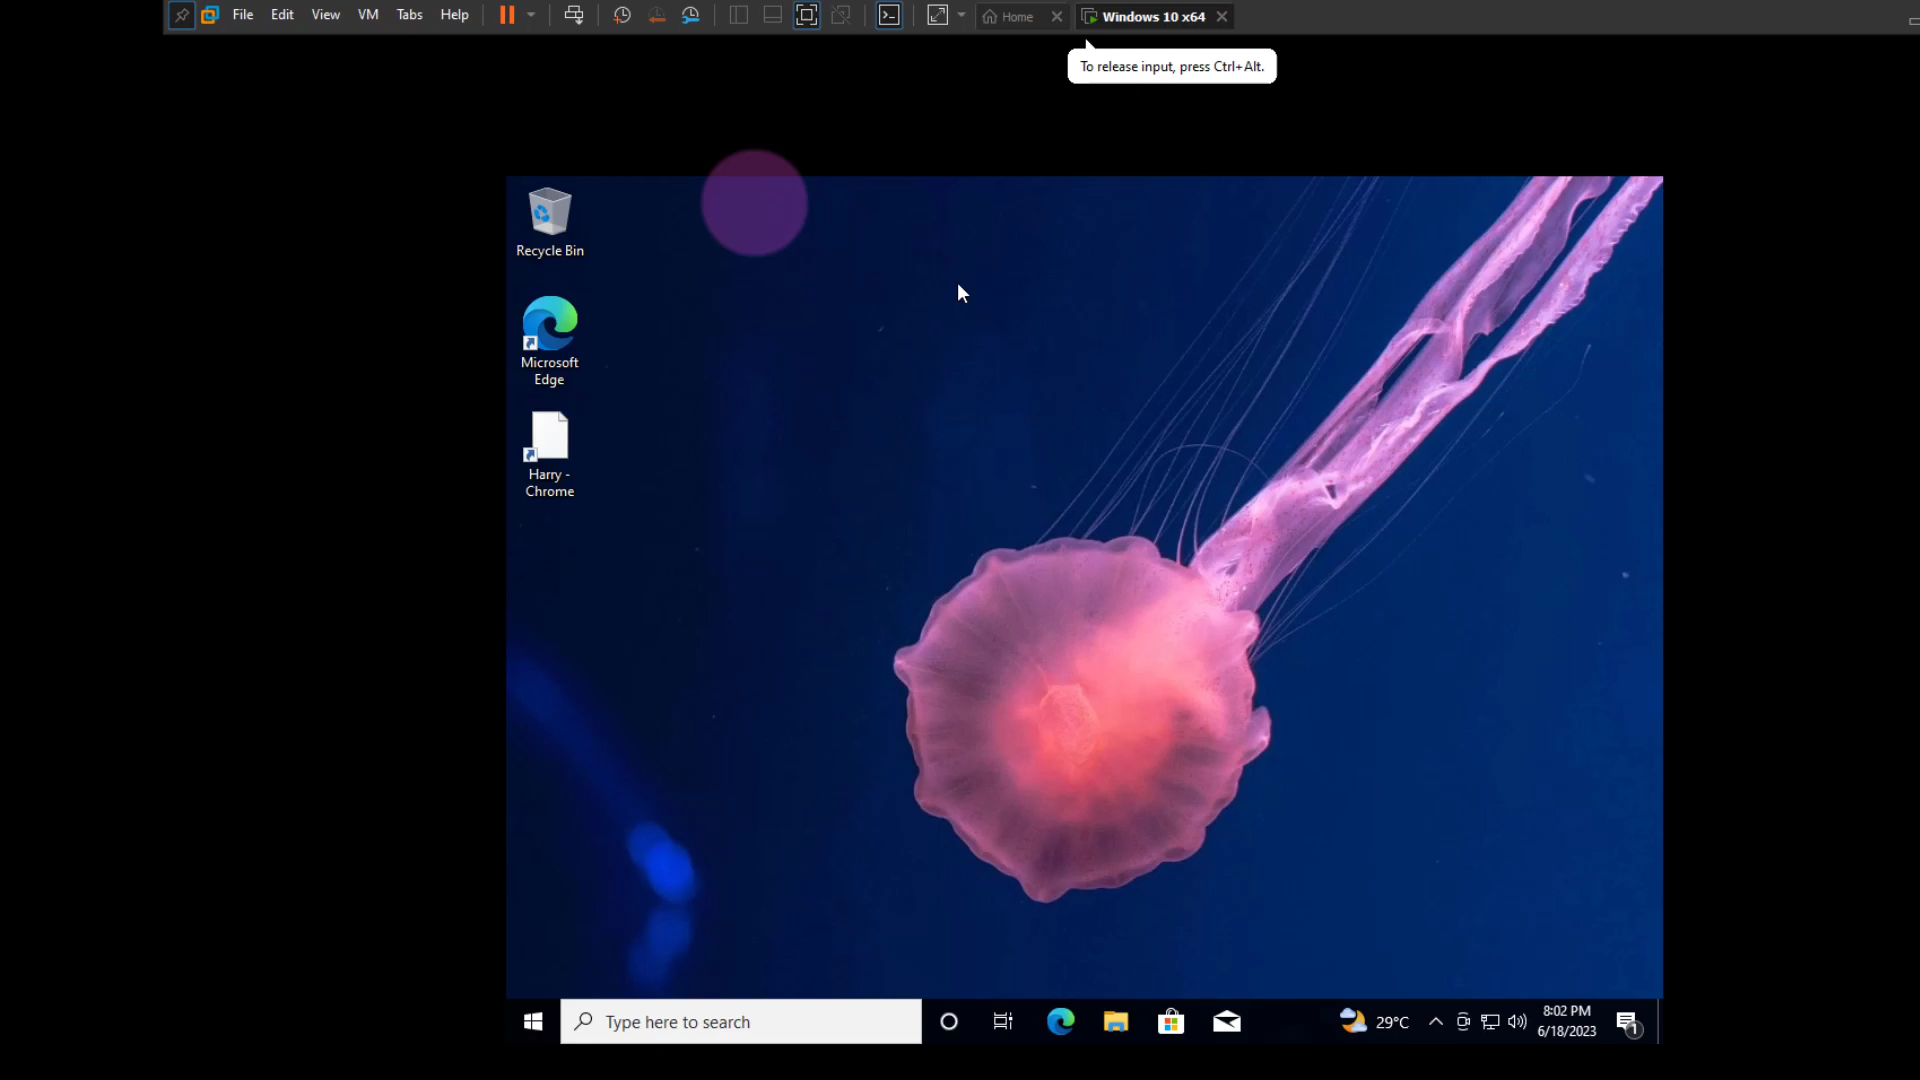 File Edit View VM Tabs Help Home Windows 10 x64
To release input, press Ctrl+Alt.
Recycle Bin
Microsoft
Edge
Harry -
Chrome
Type here to search
29°C
8:02 PM
6/18/2023
1